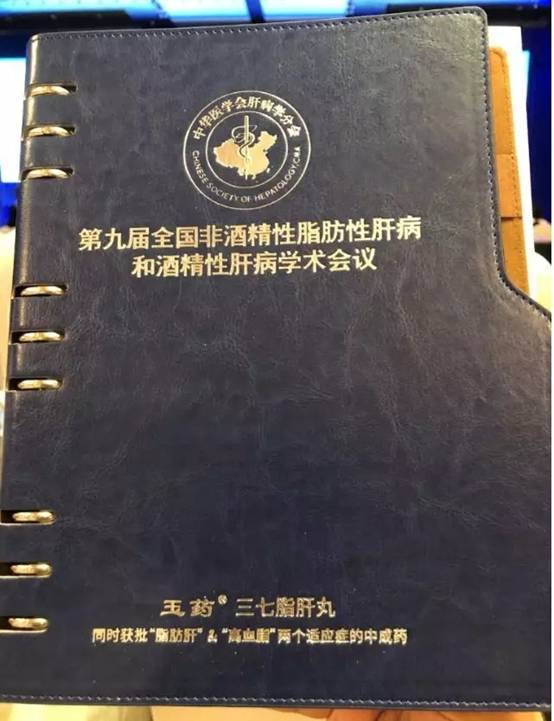 中华医学会肝病学分会
CHINESE SOCIETY OF HEPATOLOGY,CMA
第九届全国非酒精性脂肪性肝病
和酒精性肝病学术会议
玉药® 三七脂肝丸
同时获批“脂肪肝”&“高血脂”两个适应症的中成药